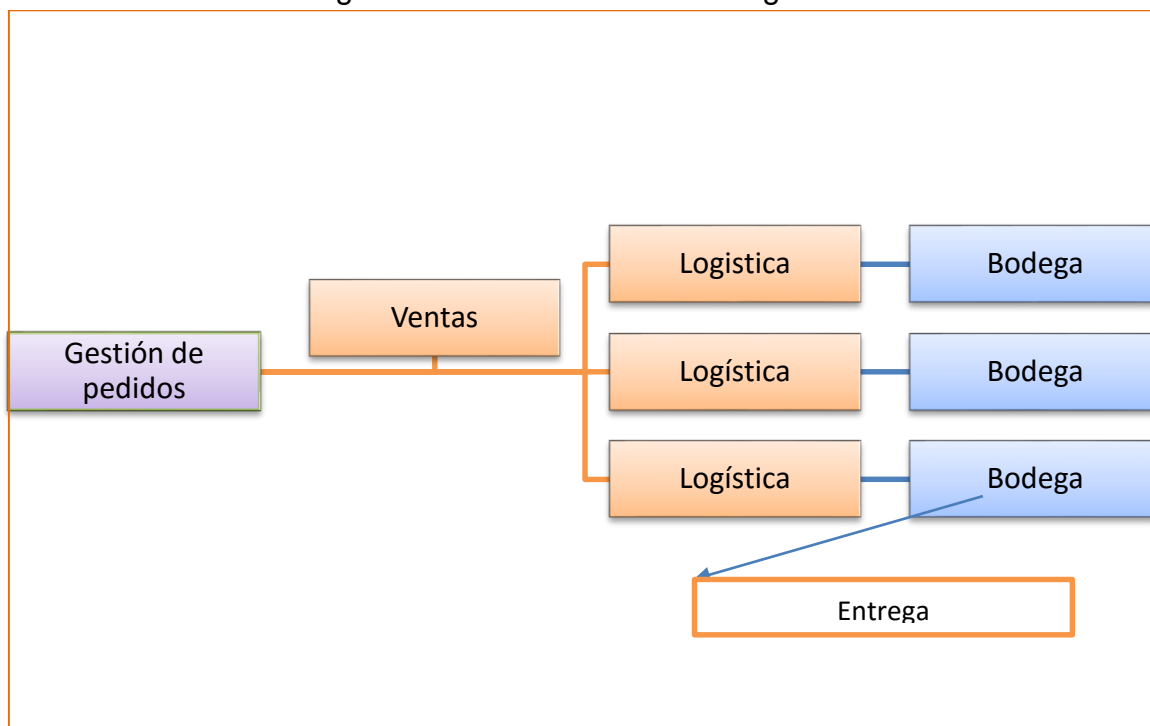 Logistica
Bodega
Ventas
Gestión de
pedidos
Logística
Bodega
Logística
Bodega
Entrega